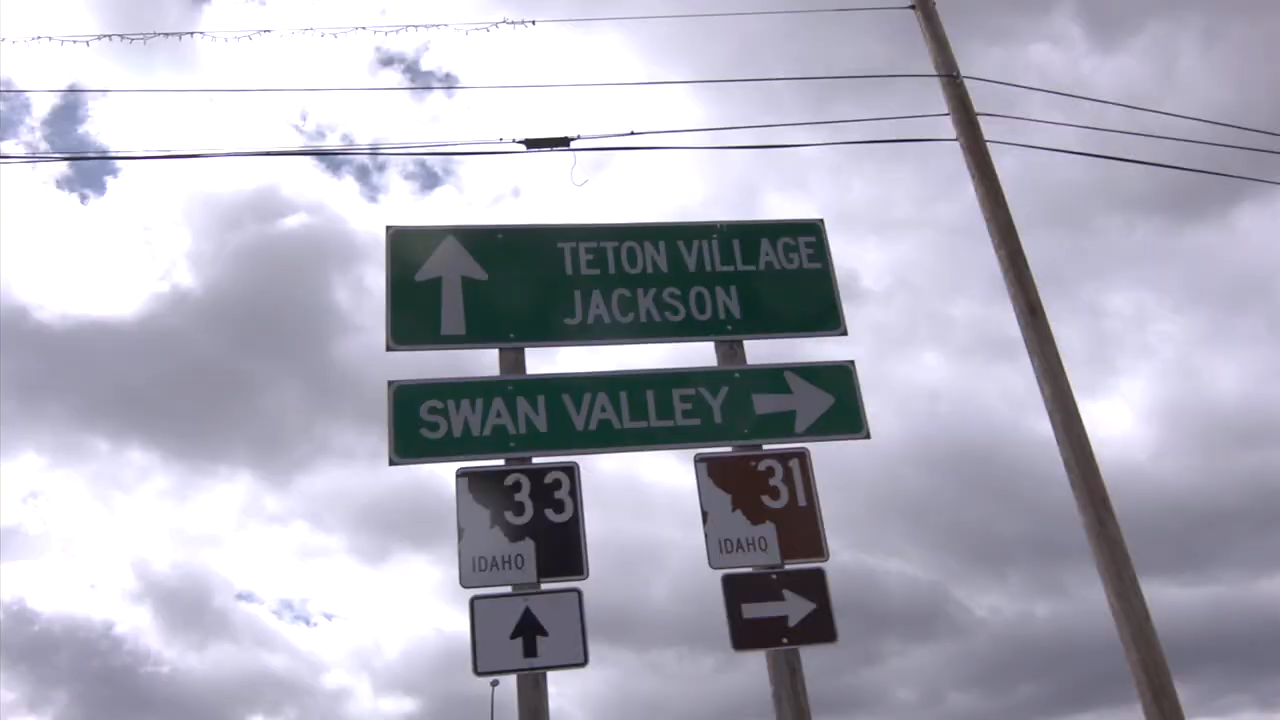 TETON VILLAGE
JACKSON
SWAN VALLEY
33
IDAHO
31
IDAHO